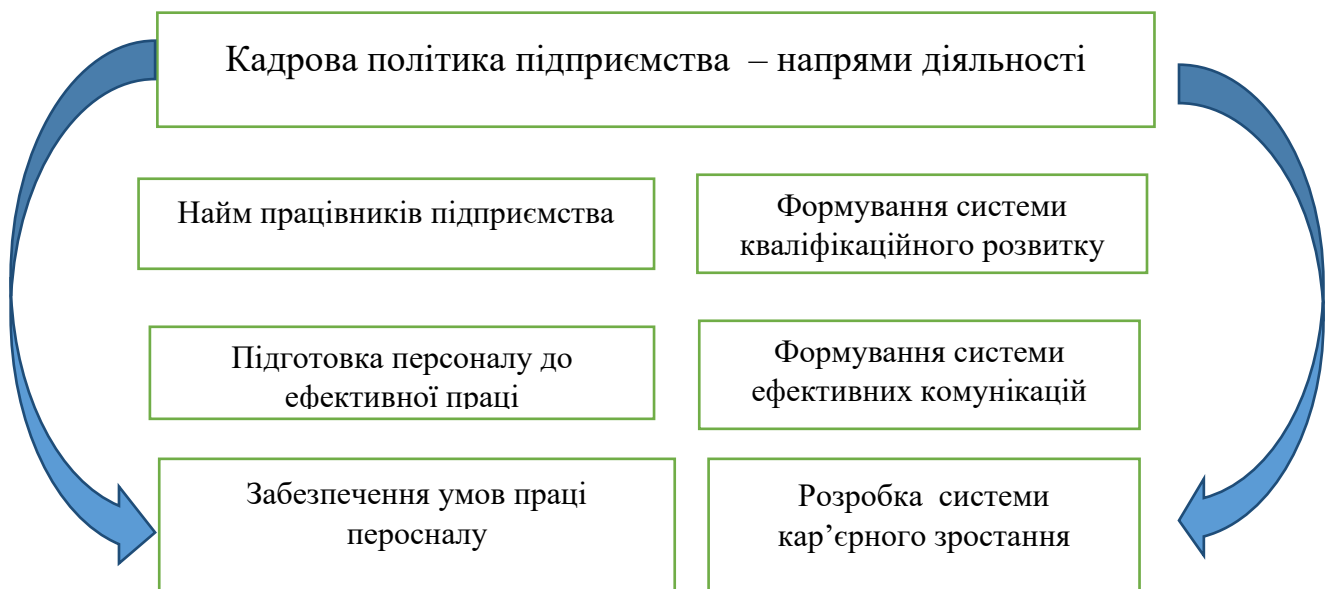 Кадрова політика підприємства – напрями діяльності
Найм працівників підприємства
Формування системи
кваліфікаційного розвитку
Підготовка персоналу до
ефективної праці
Формування системи
ефективних комунікацій
Забезпечення умов праці
перосналу
Розробка системи
кар’єрного зростання